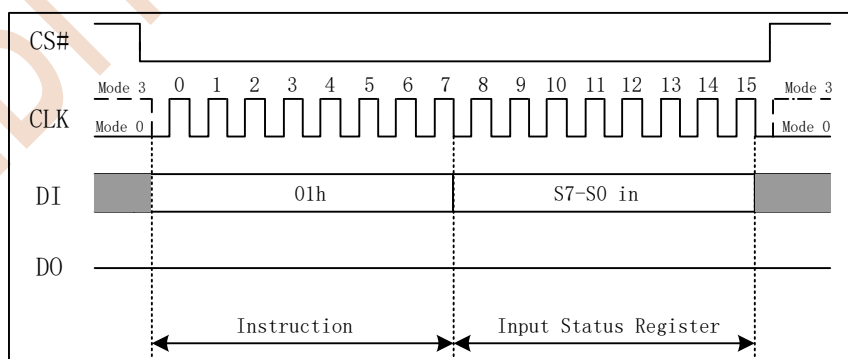 CS#
Mode 3 0 1 2 3 4 5 6 7 8 9 10 11 12 13 14 15 Mode 3
CLK
Mode 0 Mode 0
DI 01h S7-S0 in
DO
Instruction Input Status Register